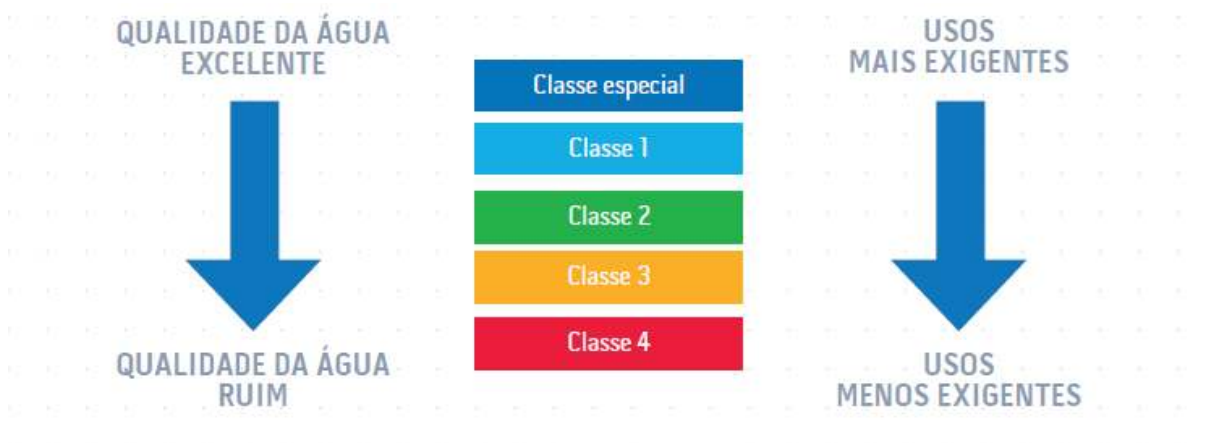 QUALIDADE DA ÁGUA
EXCELENTE
USOS
MAIS EXIGENTES
Classe especial
Classe 1
Classe 2
Classe 3
Classe 4
QUALIDADE DA ÁGUA
RUIM
USOS
MENOS EXIGENTES